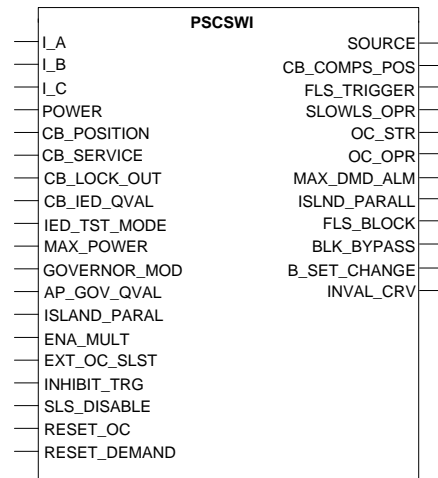 PSCSWI
I_A
I_B
I_C
POWER
CB_POSITION
CB_SERVICE
CB_LOCK_OUT
CB_IED_QVAL
IED_TST_MODE
MAX_POWER
GOVERNOR_MOD
AP_GOV_QVAL
ISLAND_PARAL
ENA_MULT
EXT_OC_SLST
INHIBIT_TRG
SLS_DISABLE
RESET_OC
RESET_DEMAND
SOURCE
CB_COMPS_POS
FLS_TRIGGER
SLOWLS_OPR
OC_STR
OC_OPR
MAX_DMD_ALM
ISLND_PARALL
FLS_BLOCK
BLK_BYPASS
B_SET_CHANGE
INVAL_CRV